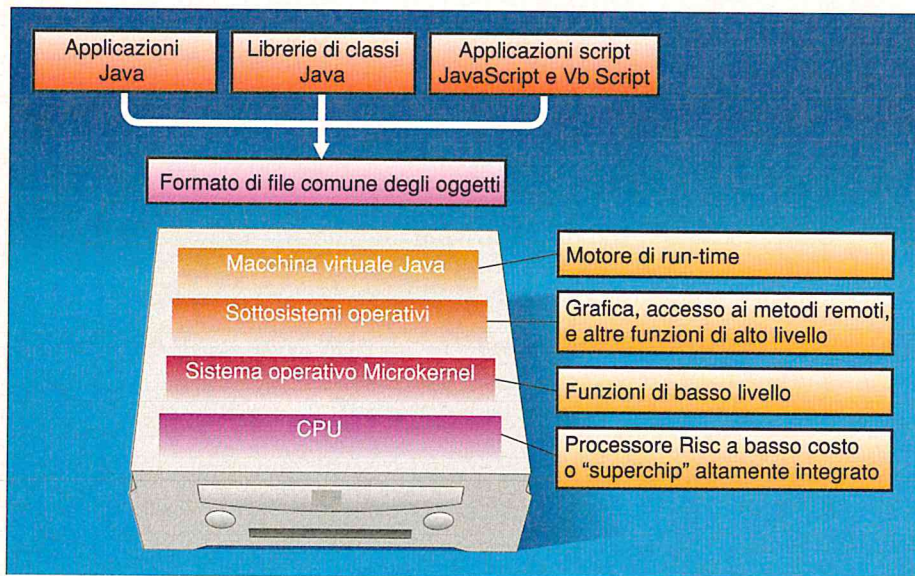 Applicazioni
Java
Librerie di classi
Java
Applicazioni script
JavaScript e Vb Script
Formato di file comune degli oggetti
Macchina virtuale Java
Motore di run-time
Sottosistemi operativi
Grafica, accesso ai metodi remoti,
e altre funzioni di alto livello
Sistema operativo Microkernel
Funzioni di basso livello
CPU
Processore Risc a basso costo
o "superchip" altamente integrato